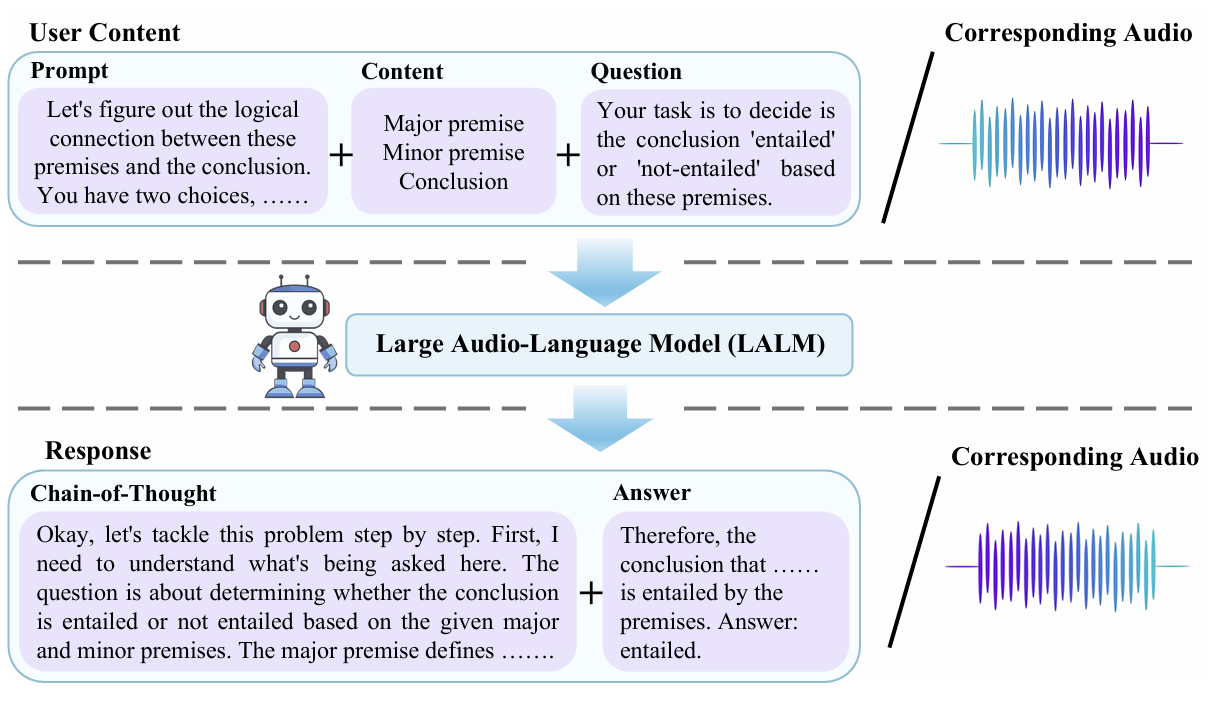 User Content
Corresponding Audio
Prompt
Let's figure out the logical
connection between these
premises and the conclusion.
You have two choices, ……
+
Content
Major premise
Minor premise
Conclusion
+
Question
Your task is to decide is
the conclusion 'entailed'
or 'not-entailed' based
on these premises.
Large Audio-Language Model (LALM)
Response
Corresponding Audio
Chain-of-Thought
Okay, let's tackle this problem step by step. First, I
need to understand what's being asked here. The
question is about determining whether the conclusion
is entailed or not entailed based on the given major
and minor premises. The major premise defines …….
+
Answer
Therefore, the
conclusion that ……
is entailed by the
premises. Answer:
entailed.